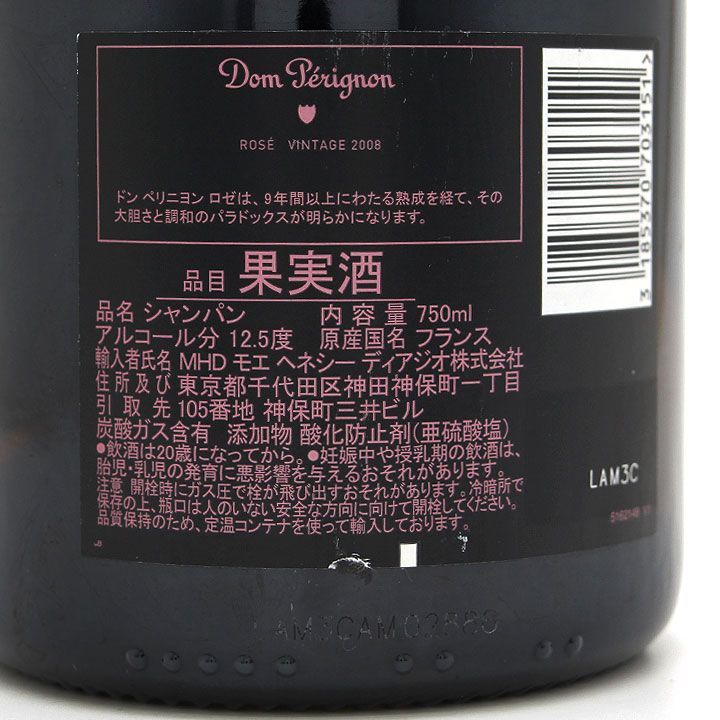 Dom Pérignon
ROSÉ VINTAGE 2008
ドン ペリニヨン ロゼは、9年間以上にわたる熟成を経て、その
大胆さと調和のパラドックスが明らかになります。
品目 果実酒
品名 シャンパン 内容量 750ml
アルコール分 12.5度 原産国名 フランス
輸入者氏名 MHD モエ ヘネシー ディアジオ株式会社
住所及び 東京都千代田区神田神保町一丁目
引取先 105番地 神保町三井ビル
炭酸ガス含有 添加物 酸化防止剤(亜硫酸塩)
●飲酒は20歳になってから。●妊娠中や授乳期の飲酒は、
胎児・乳児の発育に悪影響を与えるおそれがあります。
注意 開栓時にガス圧で栓が飛び出すおそれがあります。冷暗所で
保存の上、瓶口は人のいない安全な方向に向けて開栓してください。
品質保持のため、定温コンテナを使って輸入しております。
3 185370 703151>
LAM3C